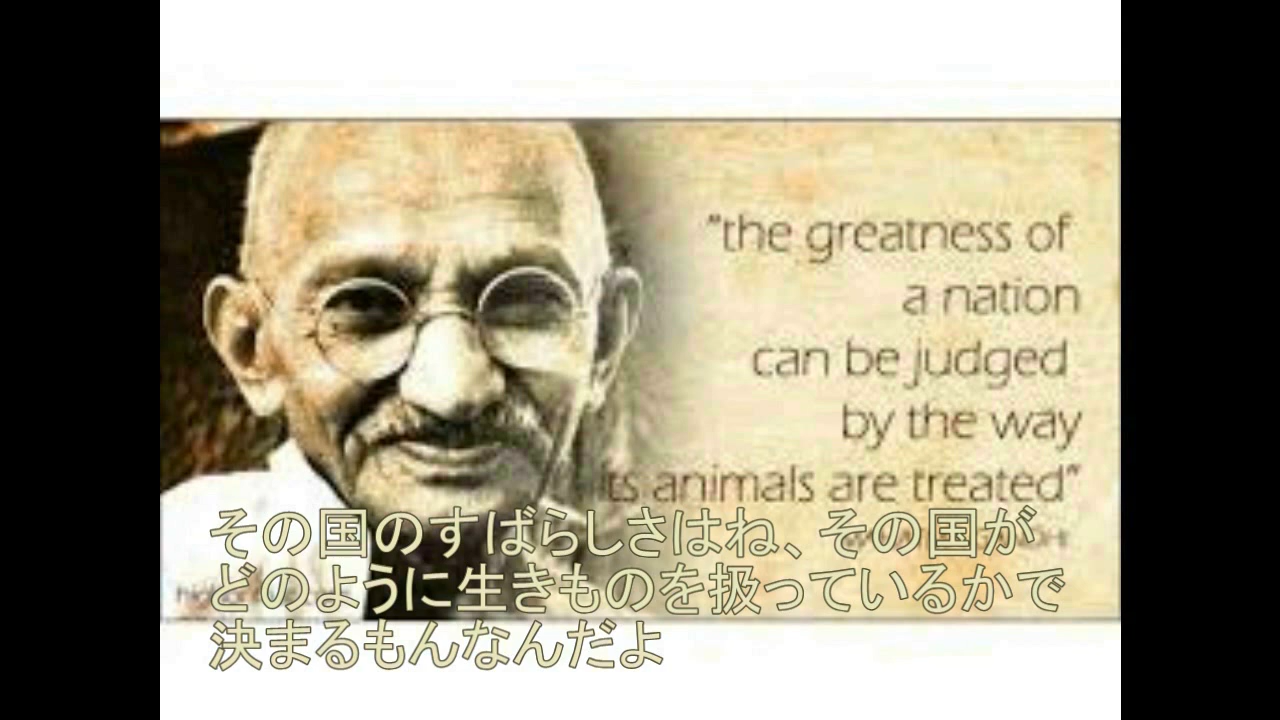 "the greatness of
a nation
can be judged
by the way
its animals are treated"
その国のすばらしさはね、その国が
どのように生きものを扱っているかで
決まるもんなんだよ